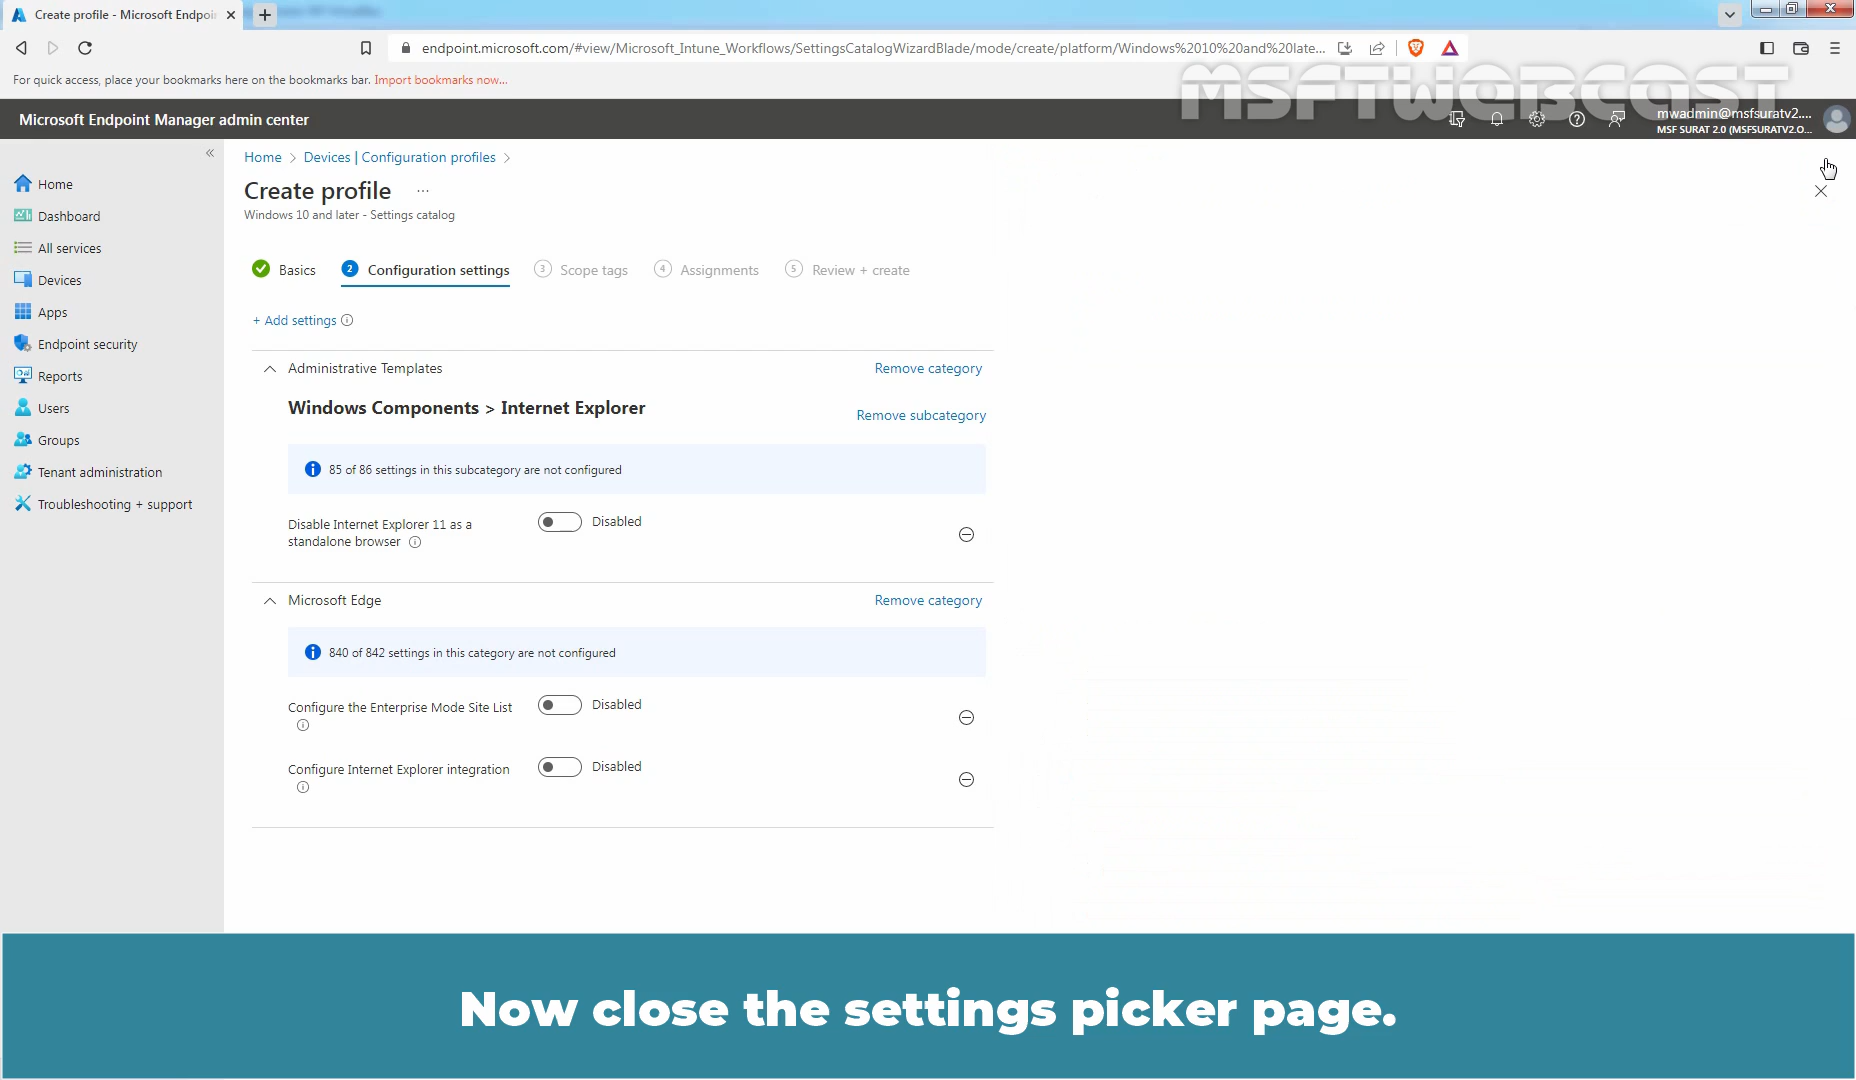 Create profile - Microsoft Endpoi
endpoint.microsoft.com/#view/Microsoft_Intune_Workflows/SettingsCatalogWizardBlade/mode/create/platform/Windows%2010%20and%20late...
For quick access, place your bookmarks here on the bookmarks bar. Import bookmarks now...
MSFTWEBCAST
Microsoft Endpoint Manager admin center
mwadmin@msfsuratv2....
MSF SURAT 2.0 (MSFSURATV2.O...
Home
Dashboard
All services
Devices
Apps
Endpoint security
Reports
Users
Groups
Tenant administration
Troubleshooting + support
Home > Devices | Configuration profiles >
Create profile ...
Windows 10 and later - Settings catalog
Basics 2 Configuration settings 3 Scope tags 4 Assignments 5 Review + create
+ Add settings
Administrative Templates Remove category
Windows Components > Internet Explorer Remove subcategory
85 of 86 settings in this subcategory are not configured
Disable Internet Explorer 11 as a
standalone browser
Disabled
Microsoft Edge Remove category
840 of 842 settings in this category are not configured
Configure the Enterprise Mode Site List Disabled
Configure Internet Explorer integration Disabled
Now close the settings picker page.